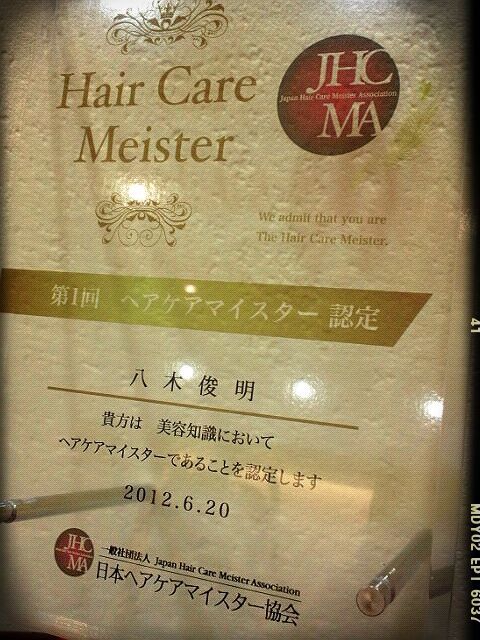 Hair Care
Meister
JHC
Japan Hair Care Meister Association
MA
We admit that you are
The Hair Care Meister.
第1回 ヘアケアマイスター 認定
八木俊明
貴方は 美容知識において
ヘアケアマイスターであることを認定します
2012.6.20
JHC
MA
一般社団法人 Japan Hair Care Meister Association
日本ヘアケアマイスター協会
41
MDY02 EP1 6037